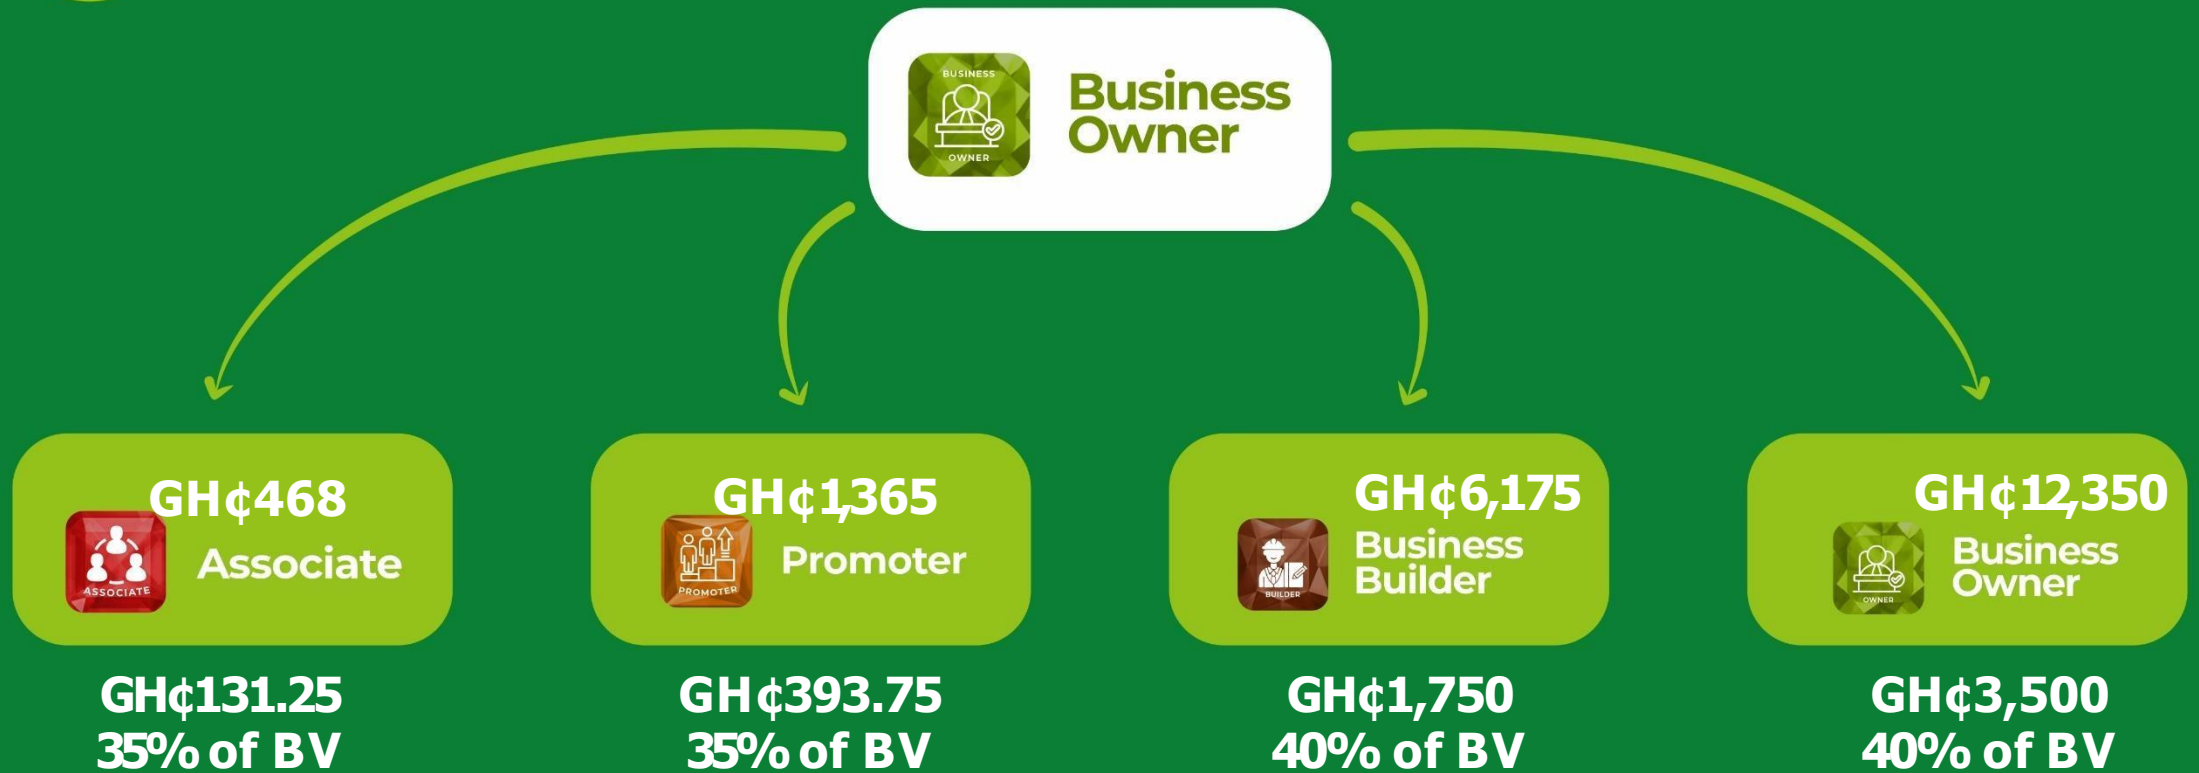 BUSINESS
OWNER
Business
Owner
GH¢468
ASSOCIATE
Associate
GH¢1,365
PROMOTER
Promoter
GH¢6,175
BUILDER
Business
Builder
GH¢12,350
OWNER
Business
Owner
GH¢131.25
35% of BV
GH¢393.75
35% of BV
GH¢1,750
40% of BV
GH¢3,500
40% of BV